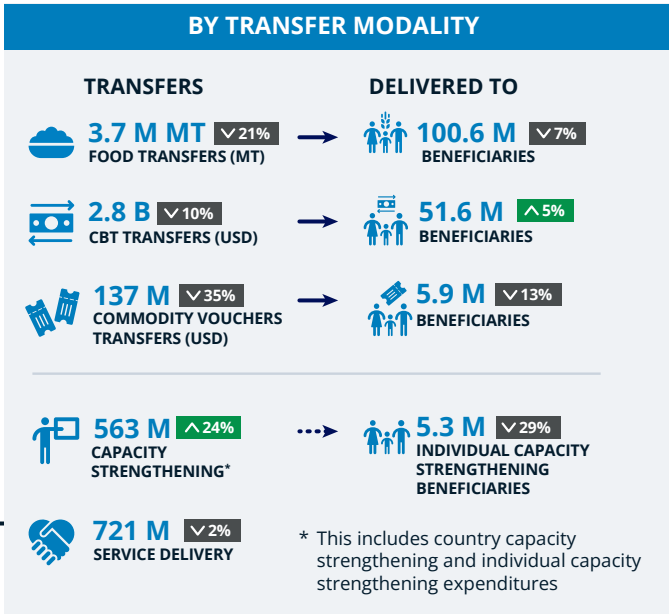 BY TRANSFER MODALITY
TRANSFERS
DELIVERED TO
3.7 M MT 21%
FOOD TRANSFERS (MT)
100.6 M 7%
BENEFICIARIES
2.8 B 10%
CBT TRANSFERS (USD)
51.6 M 5%
BENEFICIARIES
137 M 35%
COMMODITY VOUCHERS
TRANSFERS (USD)
5.9 M 13%
BENEFICIARIES
563 M 24%
CAPACITY
STRENGTHENING*
5.3 M 29%
INDIVIDUAL CAPACITY
STRENGTHENING
BENEFICIARIES
721 M 2%
SERVICE DELIVERY
* This includes country capacity
strengthening and individual capacity
strengthening expenditures